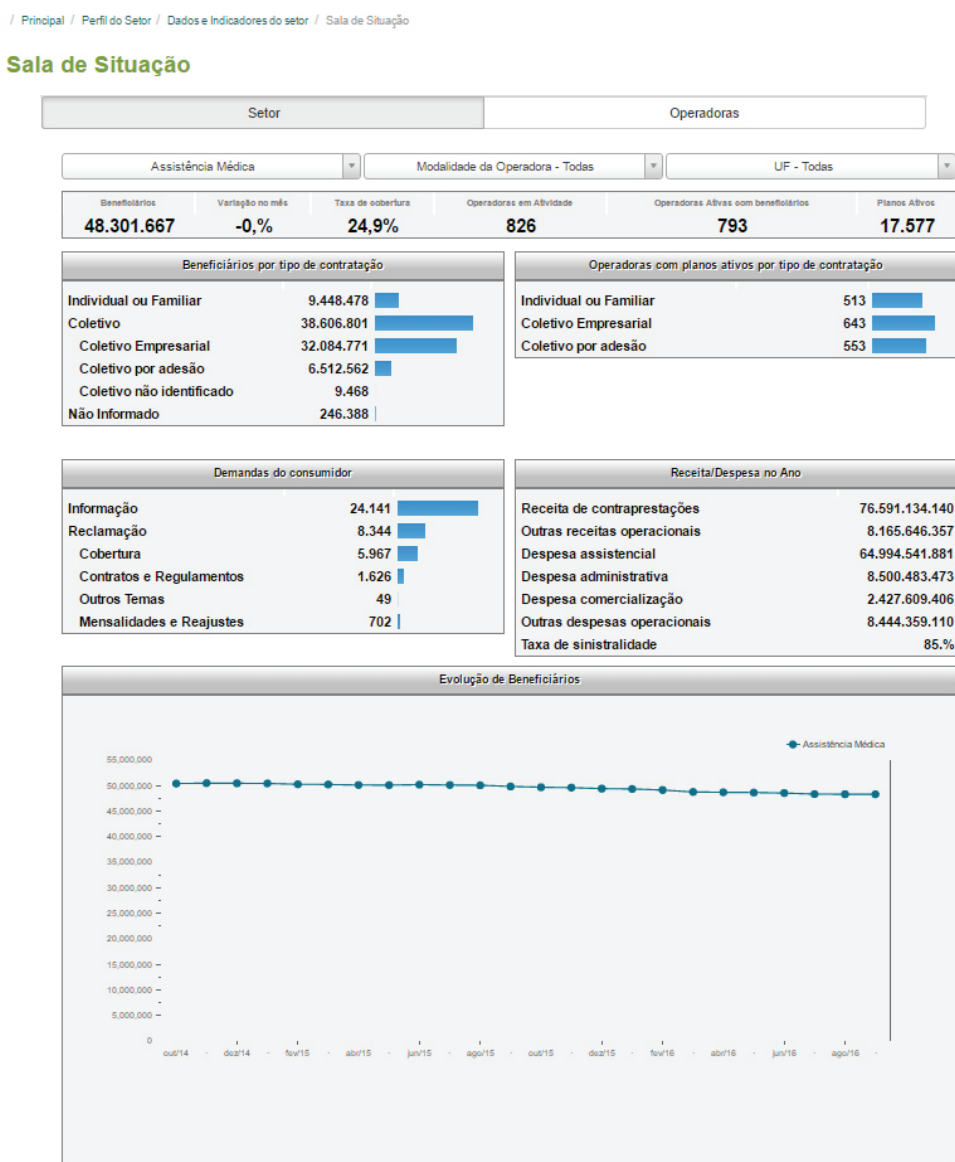 / Principal / Perfil do Setor / Dados e Indicadores do setor / Sala de Situação
Sala de Situação
Setor Operadoras
Assistência Médica Modalidade da Operadora - Todas UF - Todas
Beneficiários Variação no mês Taxa de cobertura Operadoras em Atividade Operadoras Ativas com beneficiários Planos Ativos
48.301.667 -0,% 24,9% 826 793 17.577
Beneficiários por tipo de contratação
Individual ou Familiar 9.448.478
Coletivo 38.606.801
Coletivo Empresarial 32.084.771
Coletivo por adesão 6.512.562
Coletivo não identificado 9.468
Não Informado 246.388
Operadoras com planos ativos por tipo de contratação
Individual ou Familiar 513
Coletivo Empresarial 643
Coletivo por adesão 553
Demandas do consumidor
Informação 24.141
Reclamação 8.344
Cobertura 5.967
Contratos e Regulamentos 1.626
Outros Temas 49
Mensalidades e Reajustes 702
Receita/Despesa no Ano
Receita de contraprestações 76.591.134.140
Outras receitas operacionais 8.165.646.357
Despesa assistencial 64.994.541.881
Despesa administrativa 8.500.483.473
Despesa comercialização 2.427.609.406
Outras despesas operacionais 8.444.359.110
Taxa de sinistralidade 85.%
Evolução de Beneficiários
Assistência Médica
55,000,000
50,000,000
45,000,000
40,000,000
35,000,000
30,000,000
25,000,000
20,000,000
15,000,000
10,000,000
5,000,000
0
out/14 dez/14 fev/15 abr/15 jun/15 ago/15 out/15 dez/15 fev/16 abr/16 jun/16 ago/16